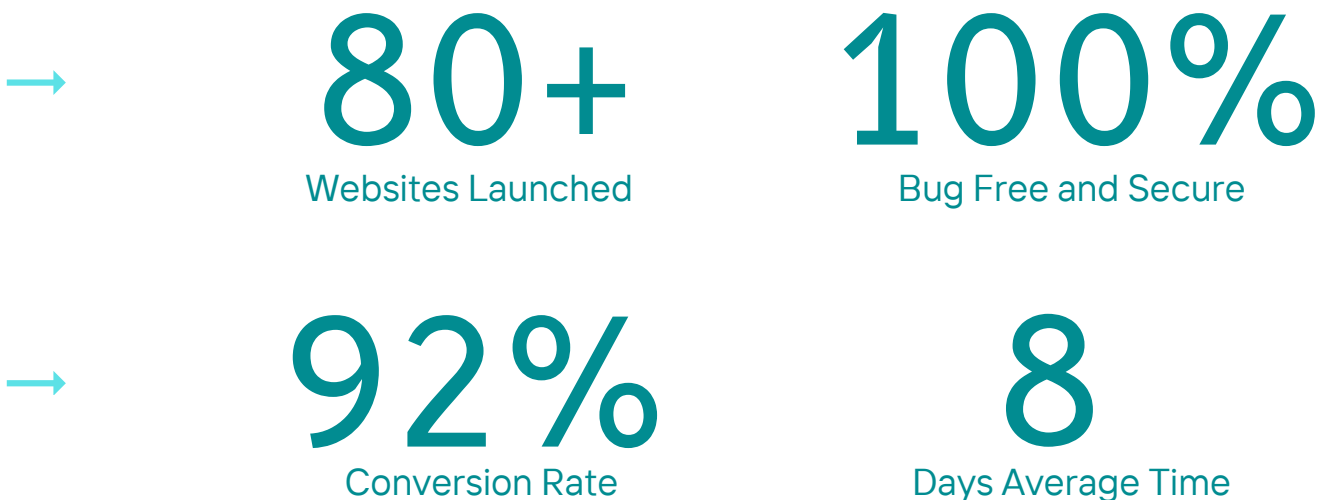 80+
100%
Websites Launched
Bug Free and Secure
92%
8
Conversion Rate
Days Average Time